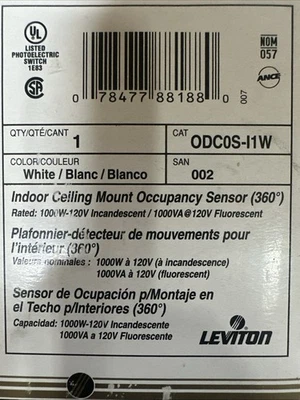 UL
LISTED
PHOTOELECTRIC
SWITCH
1E83
NOM
057
ANCE
0 78477 88188 0
007
QTY/QTÉ/CANT 1
CAT ODC0S-I1W
COLOR/COULEUR
White / Blanc / Blanco
SAN
002
Indoor Ceiling Mount Occupancy Sensor (360°)
Rated: 1000W-120V Incandescent / 1000VA@120V Fluorescent
Plafonnier-détecteur de mouvements pour
l'intérieur (360°)
Valeurs nominales : 1000W à 120V (à incandescence)
1000VA à 120V (fluorescent)
Sensor de Ocupación p/Montaje en
el Techo p/Interiores (360°)
Capacidad: 1000W-120V Incandescente
1000VA a 120V Fluorescente
LEVITON